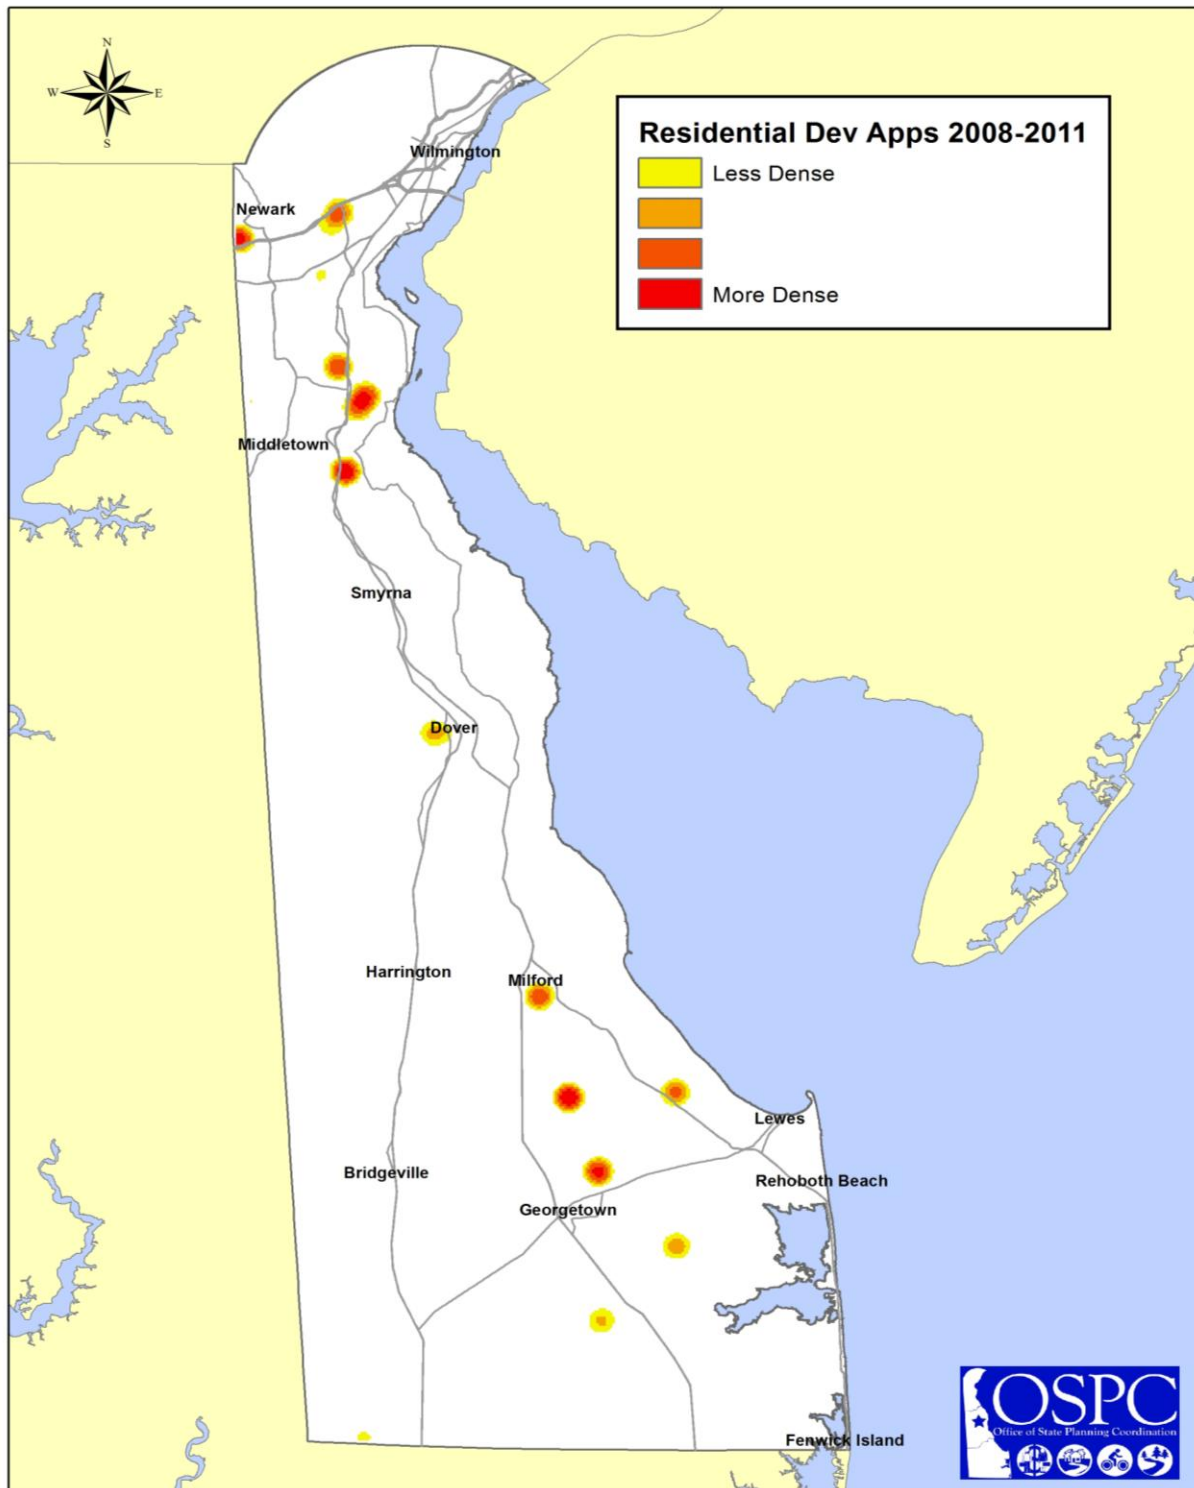 N
W
E
S
Residential Dev Apps 2008-2011
Less Dense
More Dense
Wilmington
Newark
Middletown
Smyrna
Dover
Harrington
Milford
Lewes
Bridgeville
Rehoboth Beach
Georgetown
Fenwick Island
OSPC
Office of State Planning Coordination